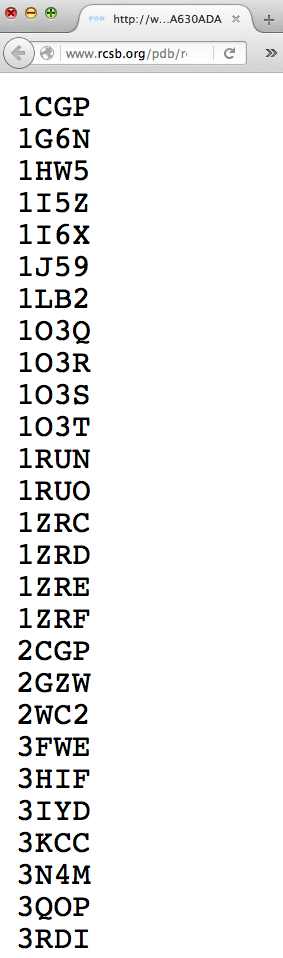 PDB http://w...A630ADA
www.rcsb.org/pdb/r
1CGP
1G6N
1HW5
1I5Z
1I6X
1J59
1LB2
1O3Q
1O3R
1O3S
1O3T
1RUN
1RUO
1ZRC
1ZRD
1ZRE
1ZRF
2CGP
2GZW
2WC2
3FWE
3HIF
3IYD
3KCC
3N4M
3QOP
3RDI